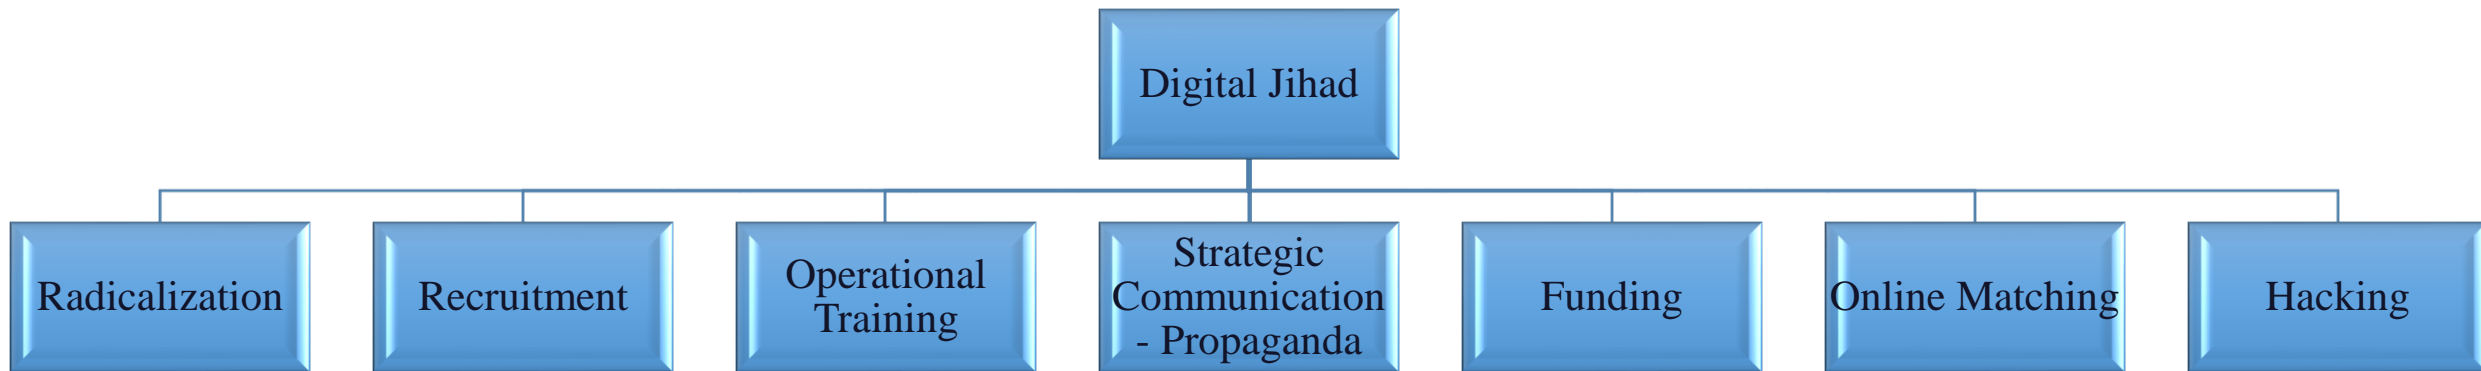 Digital Jihad
Radicalization
Recruitment
Operational
Training
Strategic
Communication
- Propaganda
Funding
Online Matching
Hacking